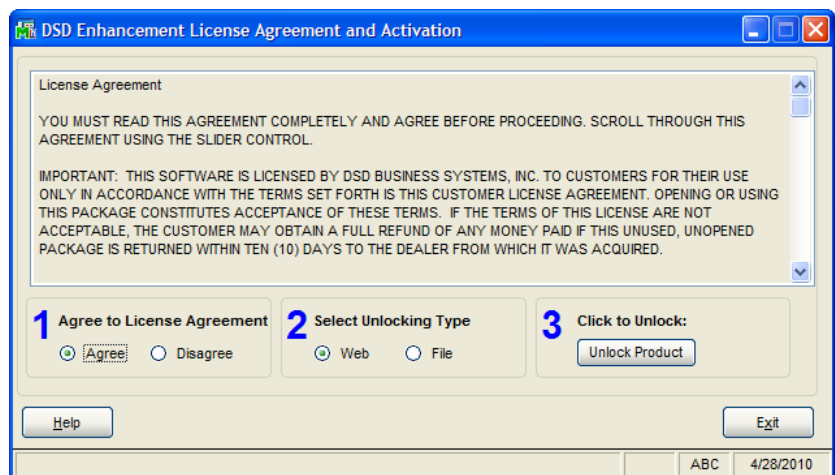 DSD Enhancement License Agreement and Activation
License Agreement
YOU MUST READ THIS AGREEMENT COMPLETELY AND AGREE BEFORE PROCEEDING. SCROLL THROUGH THIS
AGREEMENT USING THE SLIDER CONTROL.
IMPORTANT: THIS SOFTWARE IS LICENSED BY DSD BUSINESS SYSTEMS, INC. TO CUSTOMERS FOR THEIR USE
ONLY IN ACCORDANCE WITH THE TERMS SET FORTH IS THIS CUSTOMER LICENSE AGREEMENT. OPENING OR USING
THIS PACKAGE CONSTITUTES ACCEPTANCE OF THESE TERMS. IF THE TERMS OF THIS LICENSE ARE NOT
ACCEPTABLE, THE CUSTOMER MAY OBTAIN A FULL REFUND OF ANY MONEY PAID IF THIS UNUSED, UNOPENED
PACKAGE IS RETURNED WITHIN TEN (10) DAYS TO THE DEALER FROM WHICH IT WAS ACQUIRED.
1 Agree to License Agreement
Agree Disagree
2 Select Unlocking Type
Web File
3 Click to Unlock:
Unlock Product
Help
Exit
ABC 4/28/2010